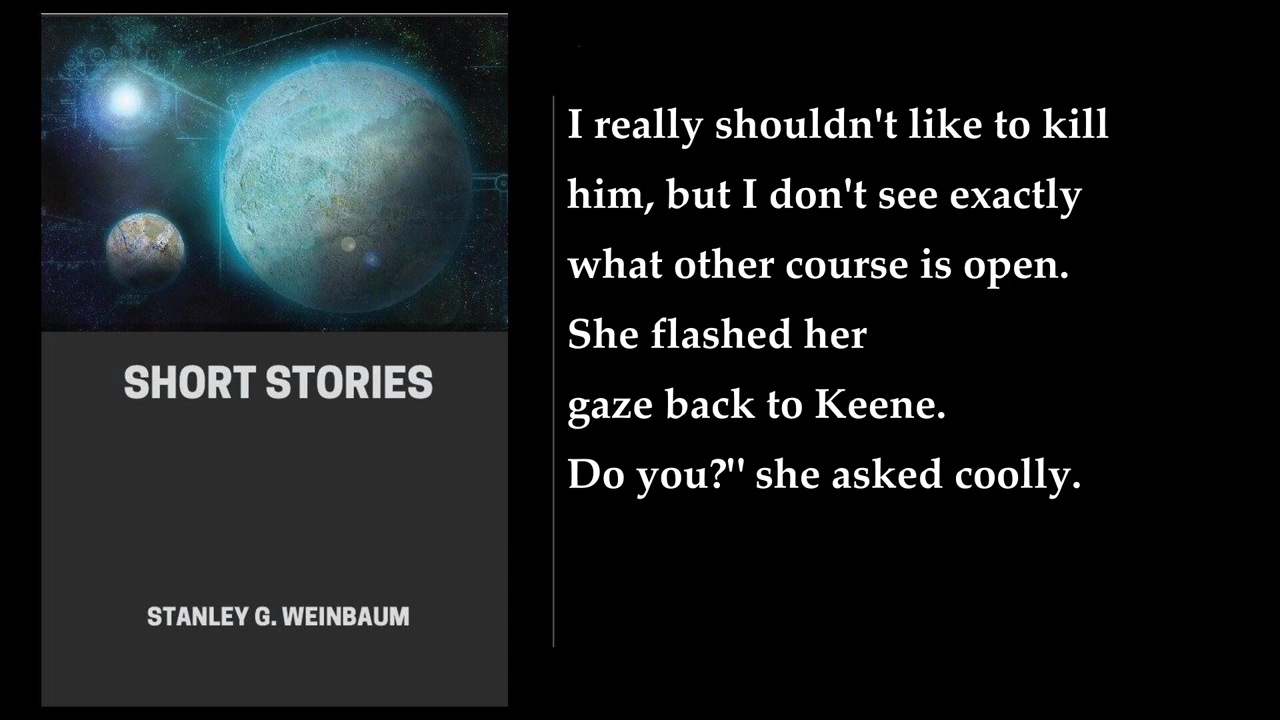 SHORT STORIES
STANLEY G. WEINBAUM
I really shouldn't like to kill
him, but I don't see exactly
what other course is open.
She flashed her
gaze back to Keene.
Do you?" she asked coolly.